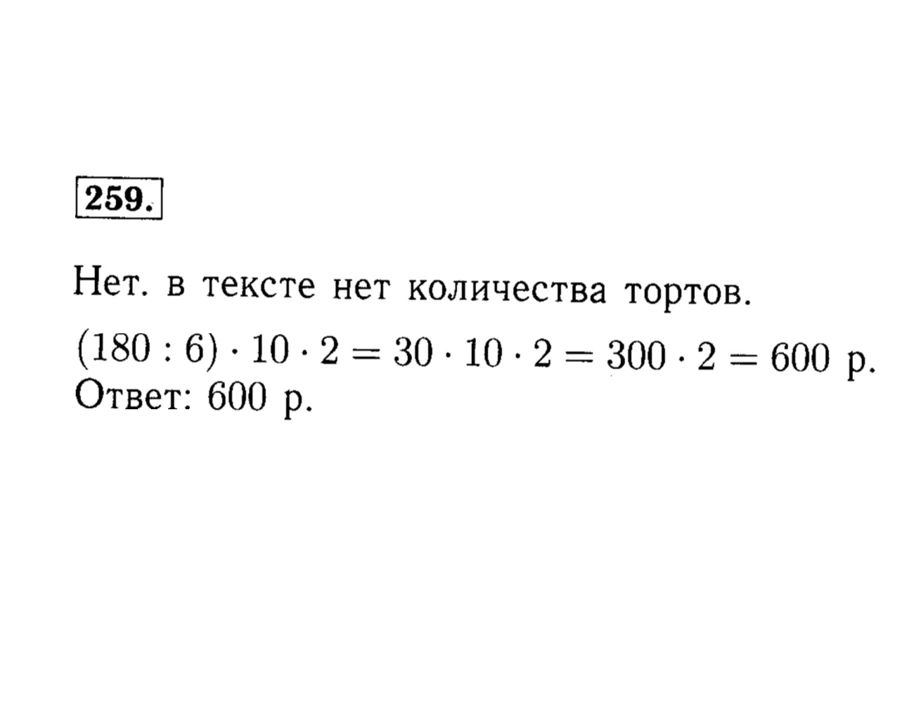 259.
Нет. в тексте нет количества тортов.
(180 : 6) · 10 · 2 = 30 · 10 · 2 = 300 · 2 = 600 р.
Ответ: 600 р.